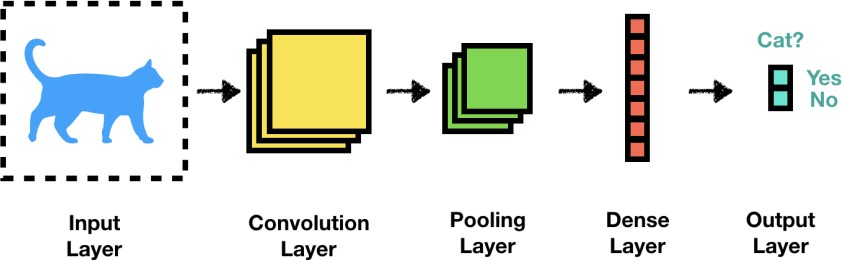 Cat?
Yes
No
Input
Layer
Convolution
Layer
Pooling
Layer
Dense
Layer
Output
Layer